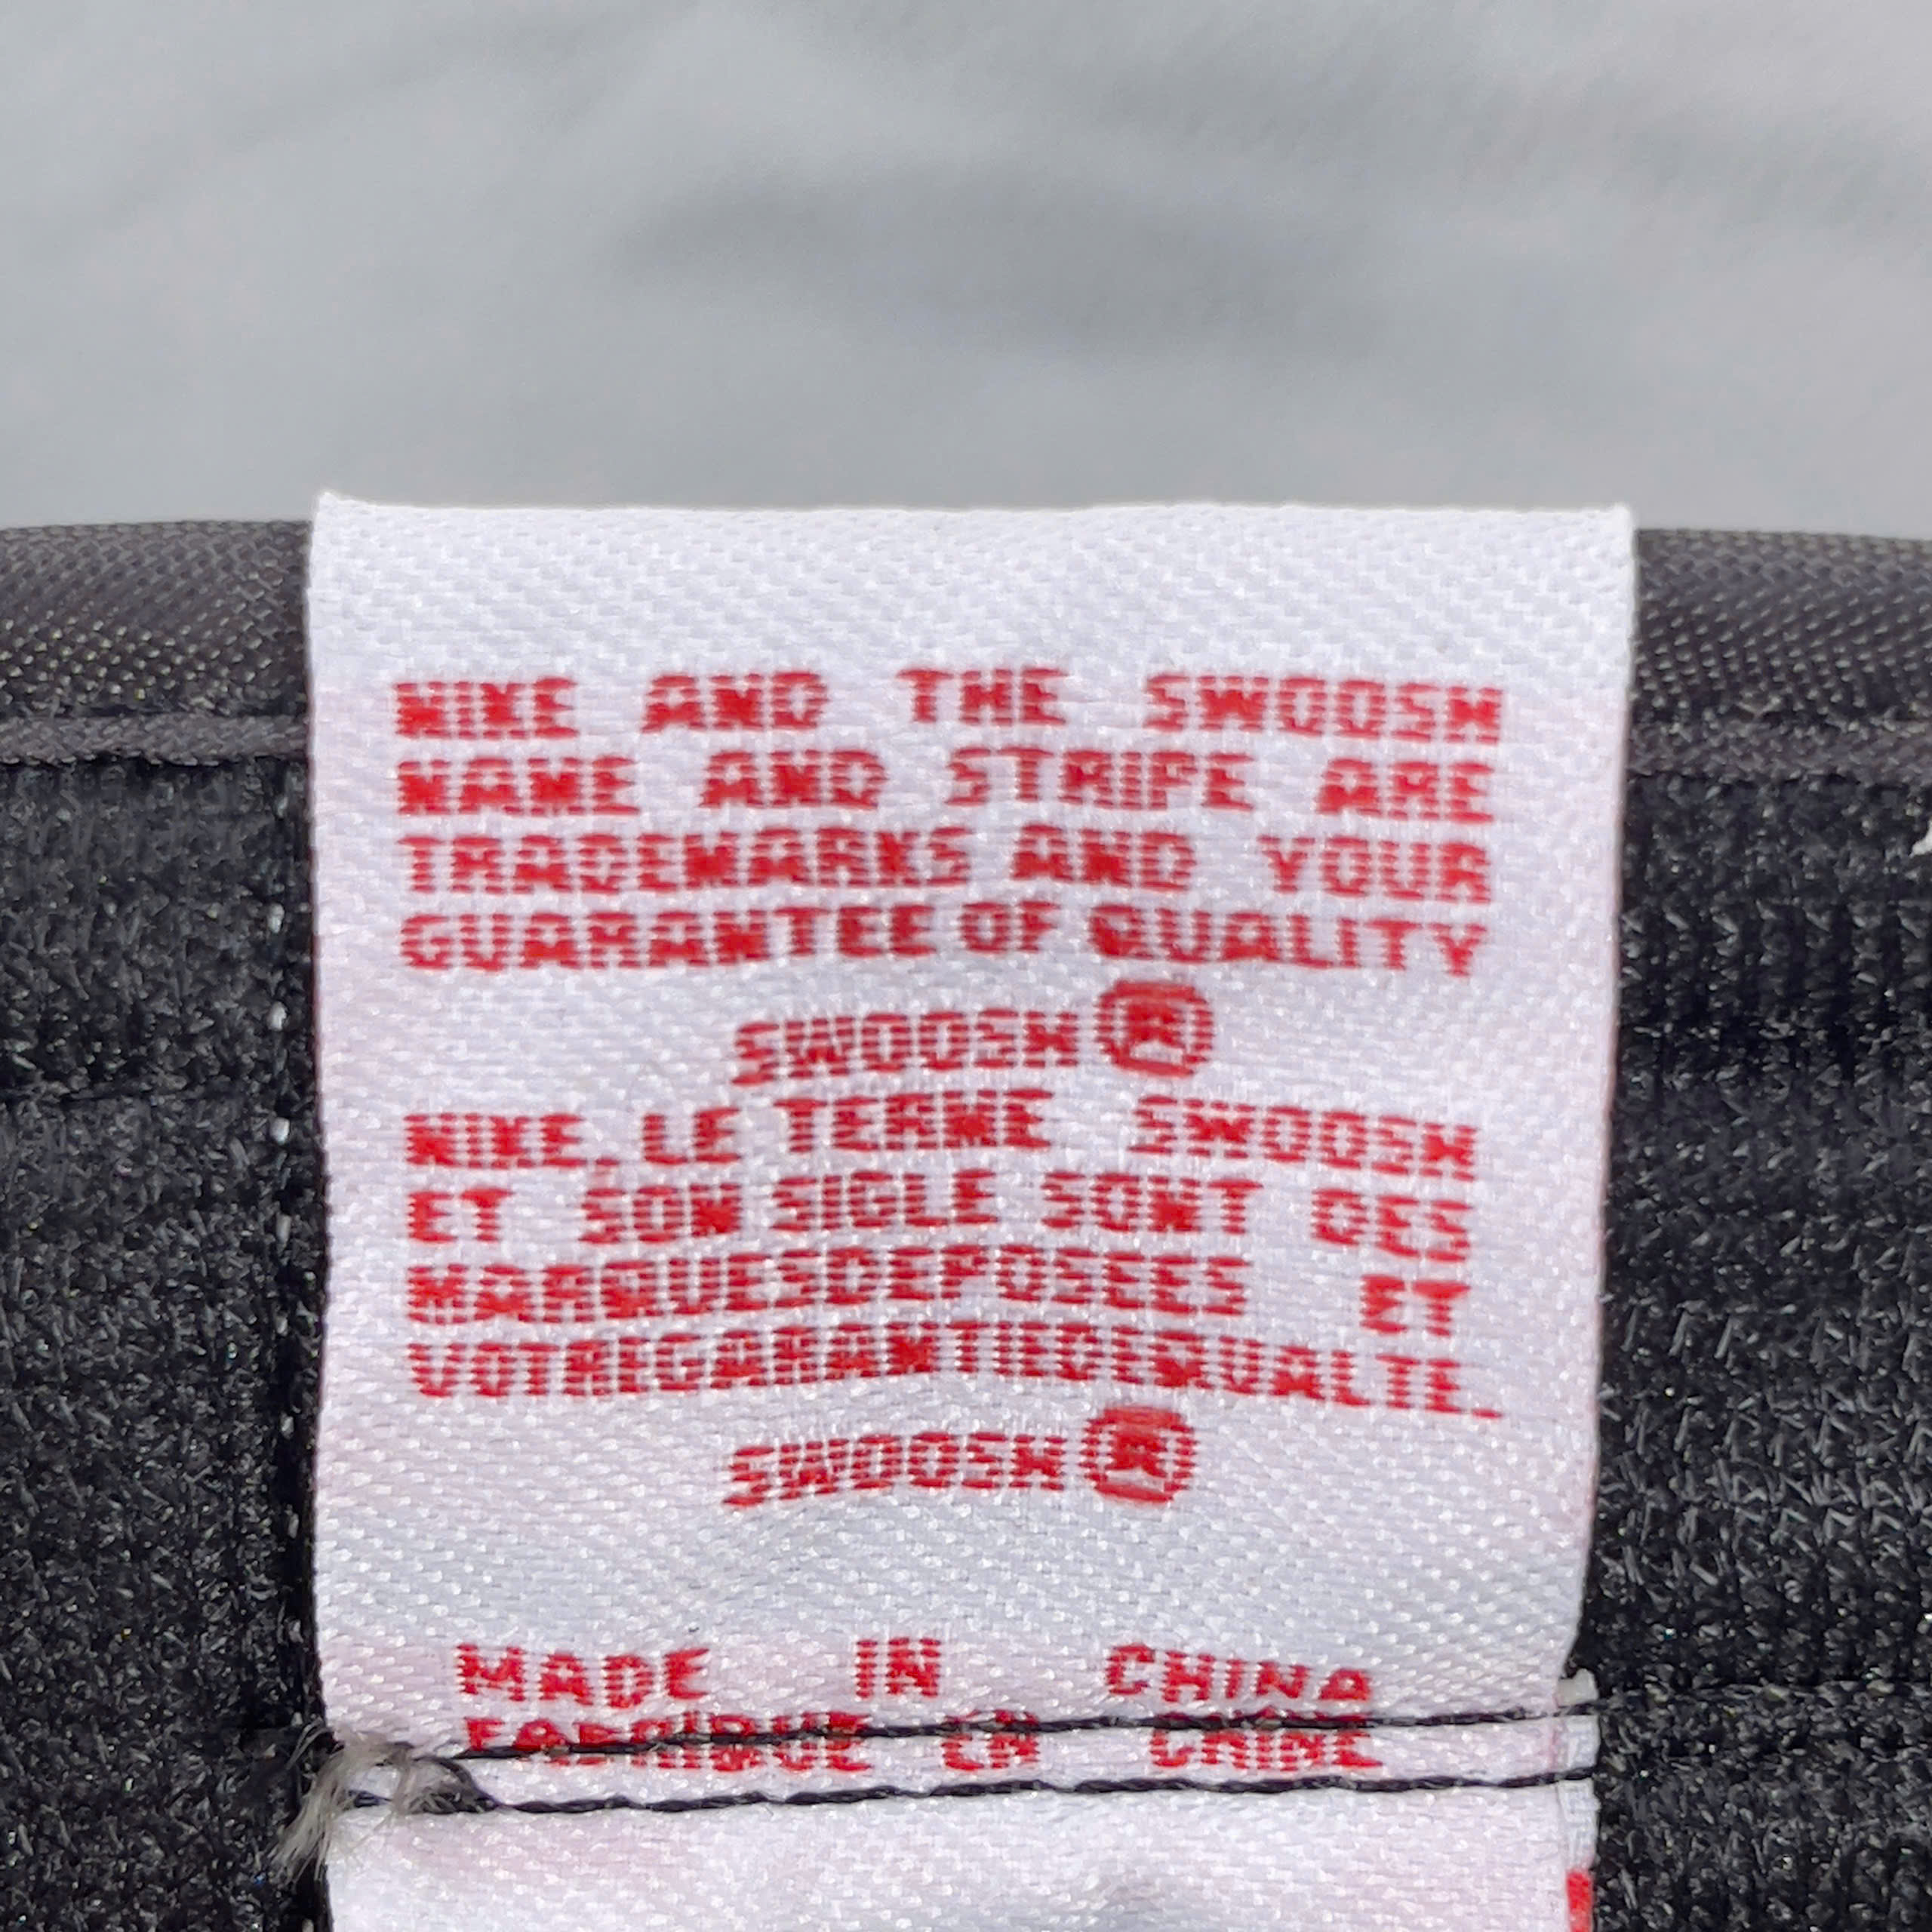 NIKE AND THE SWOOSH
NAME AND STRIPE ARE
TRADEMARKS AND YOUR
GUARANTEE OF QUALITY
SWOOSH®
NIKE, LE TERME SWOOSH
ET SON SIGLE SONT DES
MARQUESDEPOSEES ET
VOTREGARANTIEDEQUALTE.
SWOOSH®
MADE IN CHINA
FABRIQUE EN CHINE